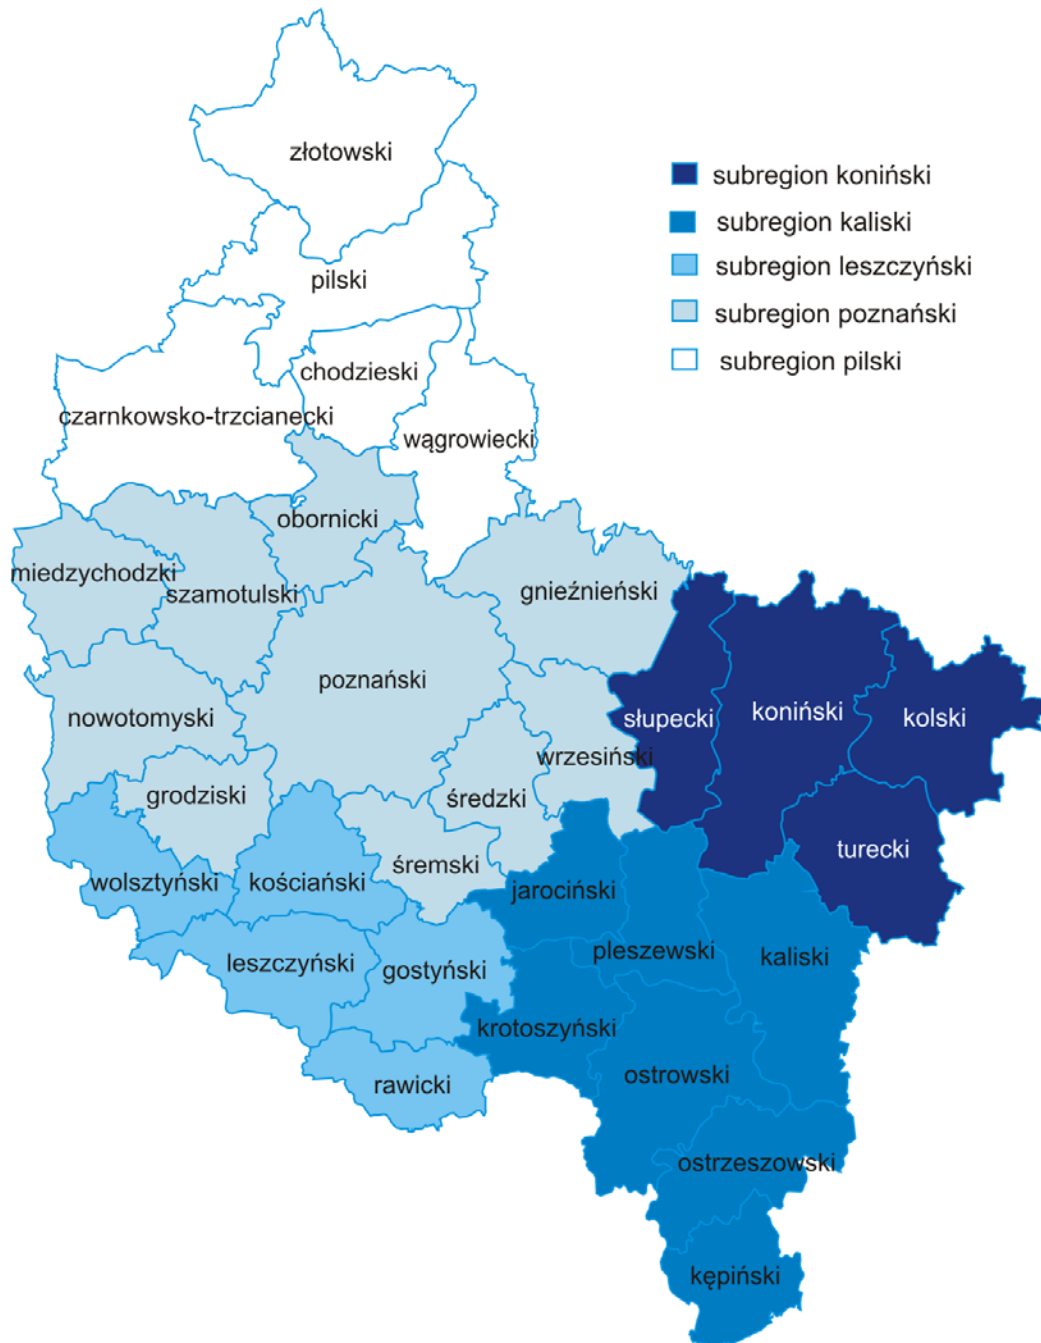 złotowski
subregion koniński
subregion kaliski
subregion leszczyński
subregion poznański
subregion pilski
pilski
chodzieski
czarnkowsko-trzcianecki
wągrowiecki
obornicki
miedzychodzki
szamotulski
gnieźnieński
poznański
nowotomyski
słupecki
koniński
kolski
wrzesiński
grodziski
średzki
turecki
śremski
wolsztyński
kościański
jarociński
pleszewski
kaliski
leszczyński
gostyński
krotoszyński
ostrowski
rawicki
ostrzeszowski
kępiński